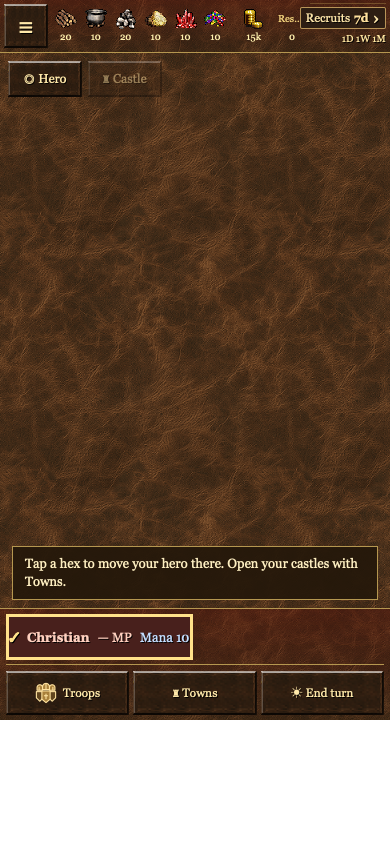 ≡
20 10 20 10 10 10 15k
Res.. 0
Recruits 7d ›
1D 1W 1M
Hero
Castle
Tap a hex to move your hero there. Open your castles with
Towns.
✓ Christian — MP Mana 10
Troops
Towns
End turn